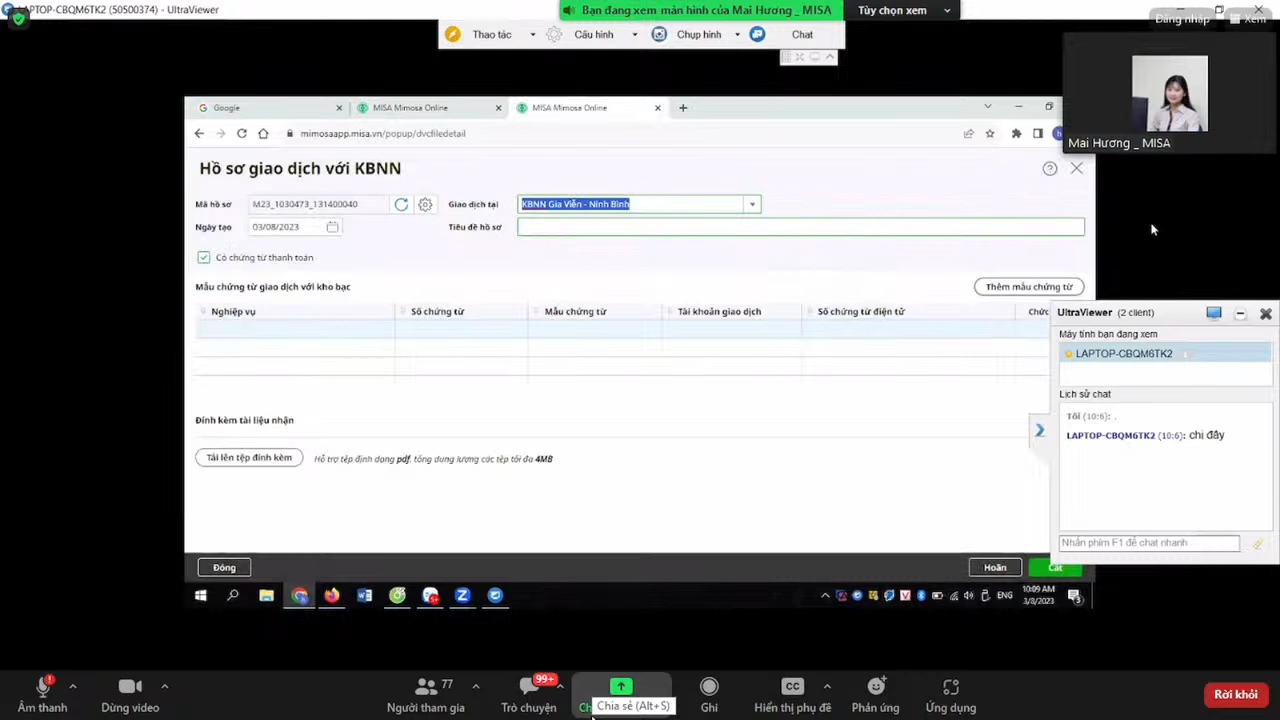 LAPTOP-CBQM6TK2 (50500374) - UltraViewer
Bạn đang xem màn hình của Mai Hương _ MISA
Tùy chọn xem
Đăng nhập
Xem
Thao tác
Cấu hình
Chụp hình
Chat
Mai Hương _ MISA
Google
MISA Mimosa Online
MISA Mimosa Online
mimosaapp.misa.vn/popup/dvcfiledetail
Hồ sơ giao dịch với KBNN
Mã hồ sơ
M23_1030473_131400040
Giao dịch tại
KBNN Gia Viễn - Ninh Bình
Ngày tạo
03/08/2023
Tiêu đề hồ sơ
Có chứng từ thanh toán
Mẫu chứng từ giao dịch với kho bạc
Thêm mẫu chứng từ
Nghiệp vụ
Số chứng từ
Mẫu chứng từ
Tài khoản giao dịch
Số chứng từ điện tử
Chức
Đính kèm tài liệu nhận
Tải lên tệp đính kèm
Hỗ trợ tệp định dạng pdf, tổng dung lượng các tệp tối đa 4MB
Đóng
Hoãn
Cất
UltraViewer (2 client)
Máy tính bạn đang xem
LAPTOP-CBQM6TK2
Lịch sử chat
Tôi (10:6): .
LAPTOP-CBQM6TK2 (10:6): chị đây
Nhấn phím F1 để chat nhanh
ENG
10:09 AM
3/8/2023
3
77
99+
CC
Âm thanh
Dừng video
Người tham gia
Trò chuyện
Chia sẻ (Alt+S)
Ghi
Hiển thị phụ đề
Phản ứng
Ứng dụng
Rời khỏi